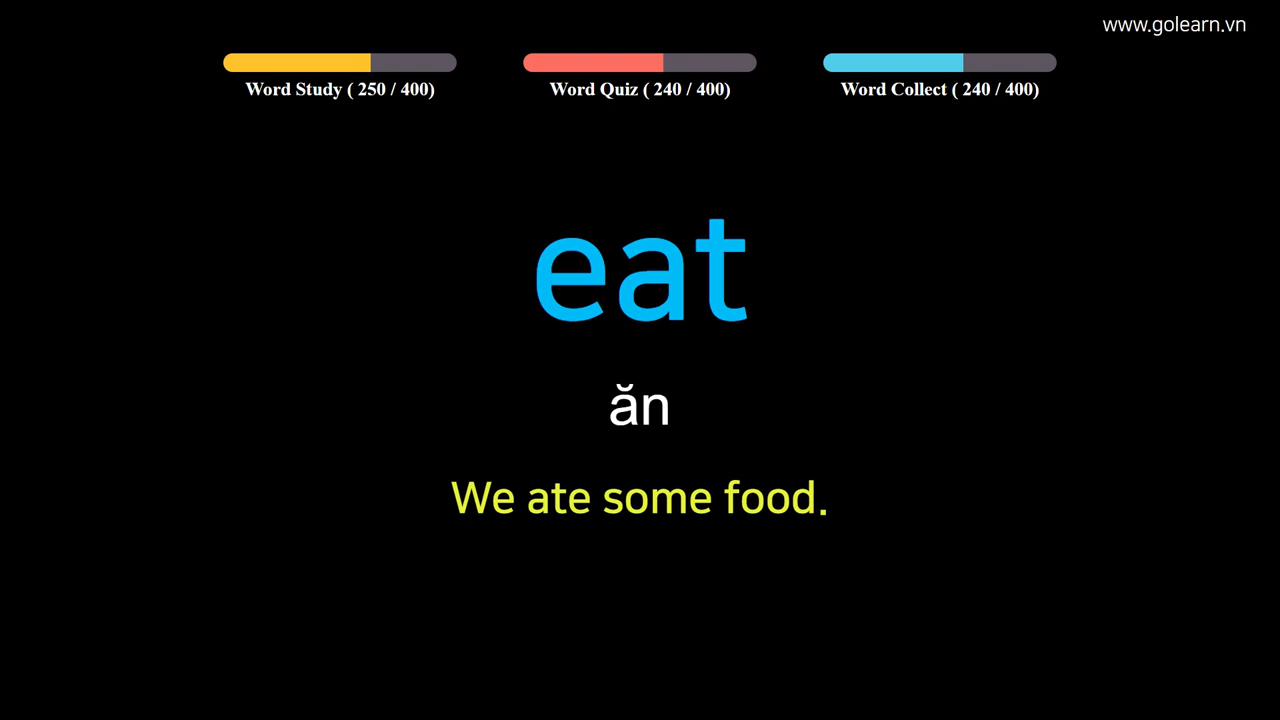 www.golearn.vn
Word Study ( 250 / 400)
Word Quiz ( 240 / 400)
Word Collect ( 240 / 400)
eat
ăn
We ate some food.